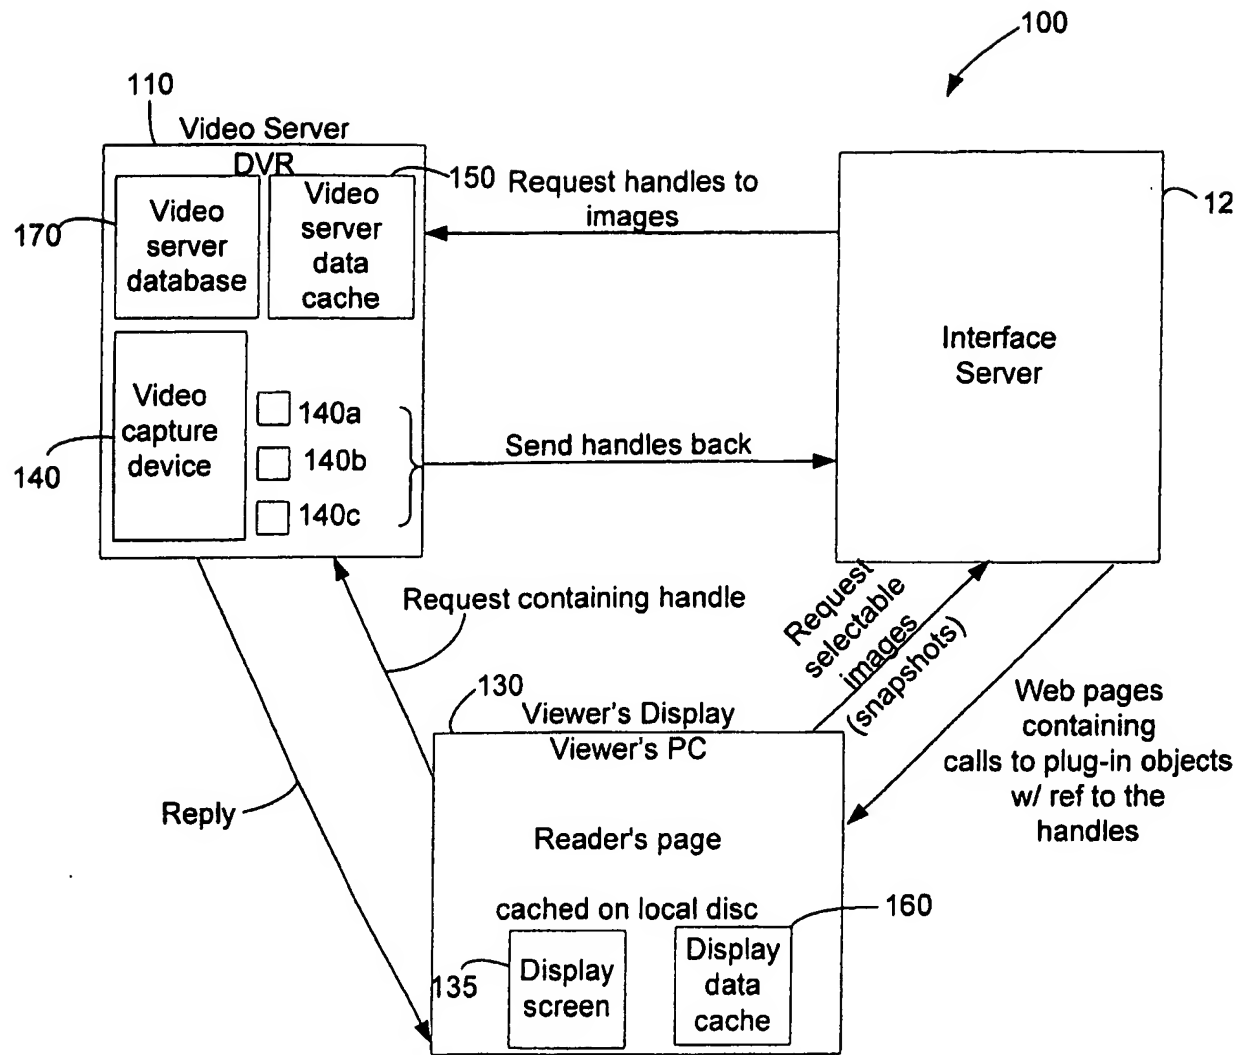 100
110
Video Server
DVR
150
Video
server
database
Video
server
data
cache
170
Request handles to
images
12
Interface
Server
Video
capture
device
140
140a
140b
140c
Send handles back
Request containing handle
Request
selectable
images
(snapshots)
130
Viewer's Display
Viewer's PC
Web pages
containing
calls to plug-in objects
w/ ref to the
handles
Reply
Reader's page
cached on local disc
160
135
Display
screen
Display
data
cache